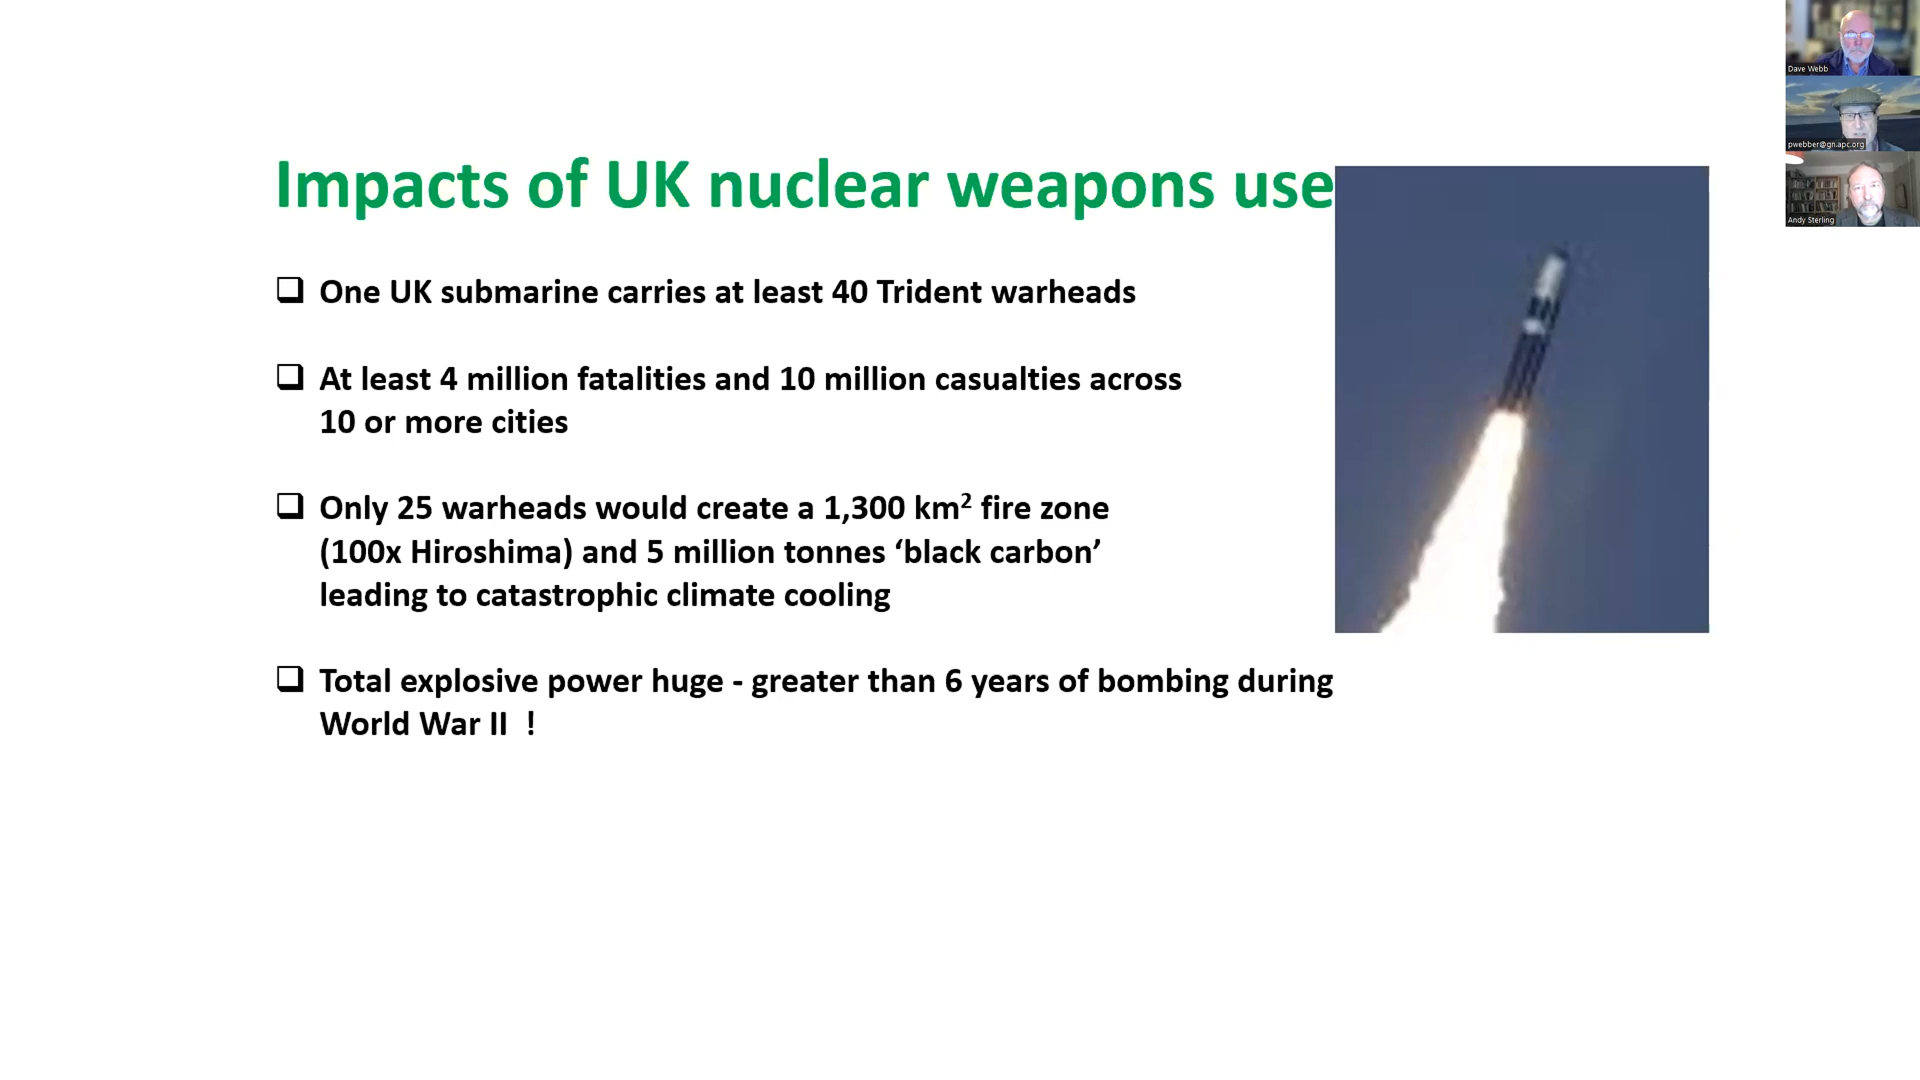 Impacts of UK nuclear weapons use
One UK submarine carries at least 40 Trident warheads
At least 4 million fatalities and 10 million casualties across
10 or more cities
Only 25 warheads would create a 1,300 km² fire zone
(100x Hiroshima) and 5 million tonnes ‘black carbon’
leading to catastrophic climate cooling
Total explosive power huge - greater than 6 years of bombing during
World War II !
Dave Webb
pwebber@gn.apc.org
Andy Sterling